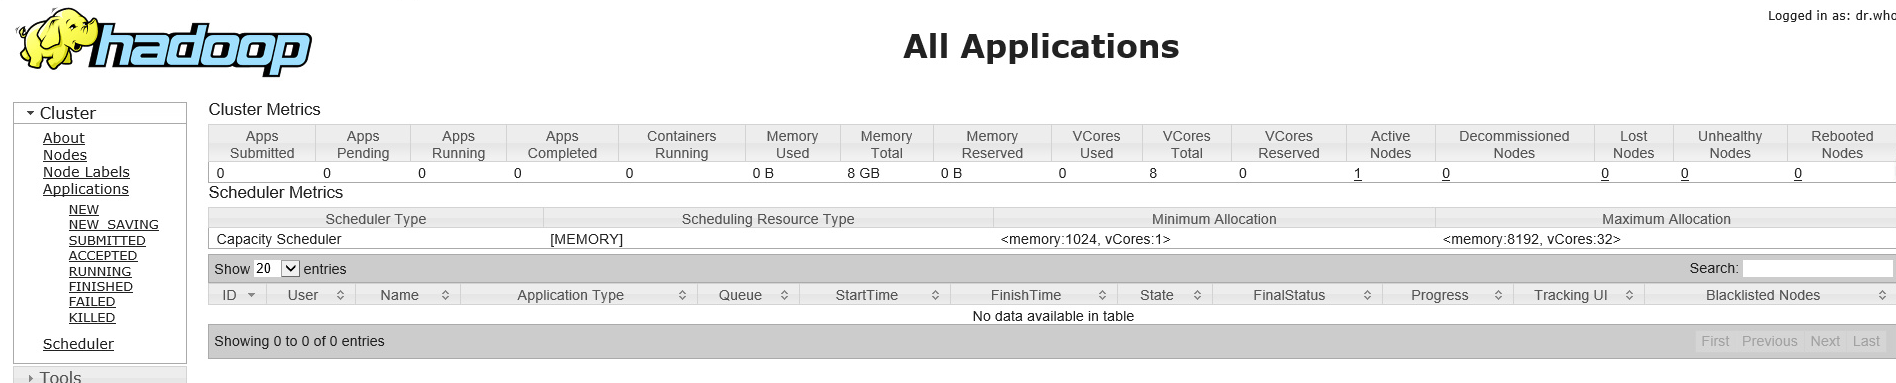 hadoop
Logged in as: dr.who
All Applications
Cluster
About
Nodes
Node Labels
Applications
NEW
NEW_SAVING
SUBMITTED
ACCEPTED
RUNNING
FINISHED
FAILED
KILLED
Scheduler
Tools
Cluster Metrics
Apps Submitted Apps Pending Apps Running Apps Completed Containers Running Memory Used Memory Total Memory Reserved VCores Used VCores Total VCores Reserved Active Nodes Decommissioned Nodes Lost Nodes Unhealthy Nodes Rebooted Nodes
0 0 0 0 0 0 B 8 GB 0 B 0 8 0 1 0 0 0 0
Scheduler Metrics
Scheduler Type Scheduling Resource Type Minimum Allocation Maximum Allocation
Capacity Scheduler [MEMORY] <memory:1024, vCores:1> <memory:8192, vCores:32>
Show 20 entries Search:
ID User Name Application Type Queue StartTime FinishTime State FinalStatus Progress Tracking UI Blacklisted Nodes
No data available in table
Showing 0 to 0 of 0 entries First Previous Next Last